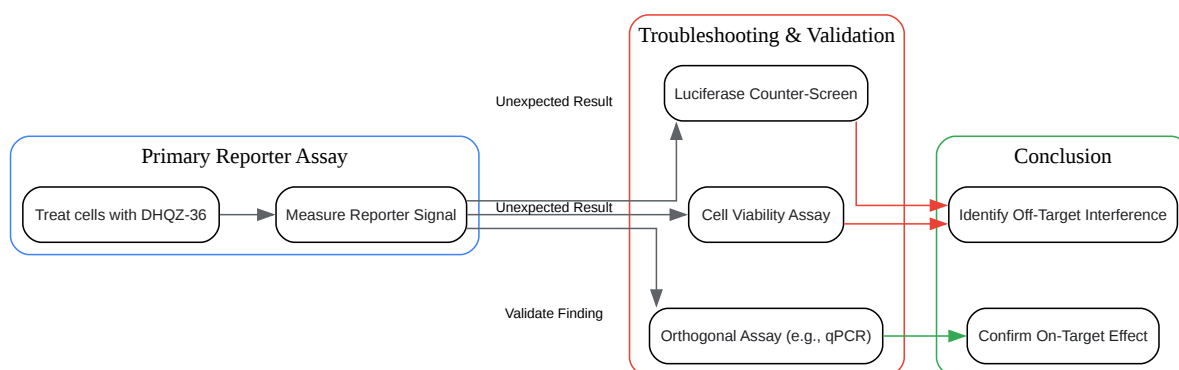 Troubleshooting & Validation
Unexpected Result
Luciferase Counter-Screen
Primary Reporter Assay
Conclusion
Treat cells with DHQZ-36
Measure Reporter Signal
Unexpected Result
Cell Viability Assay
Identify Off-Target Interference
Validate Finding
Orthogonal Assay (e.g., qPCR)
Confirm On-Target Effect